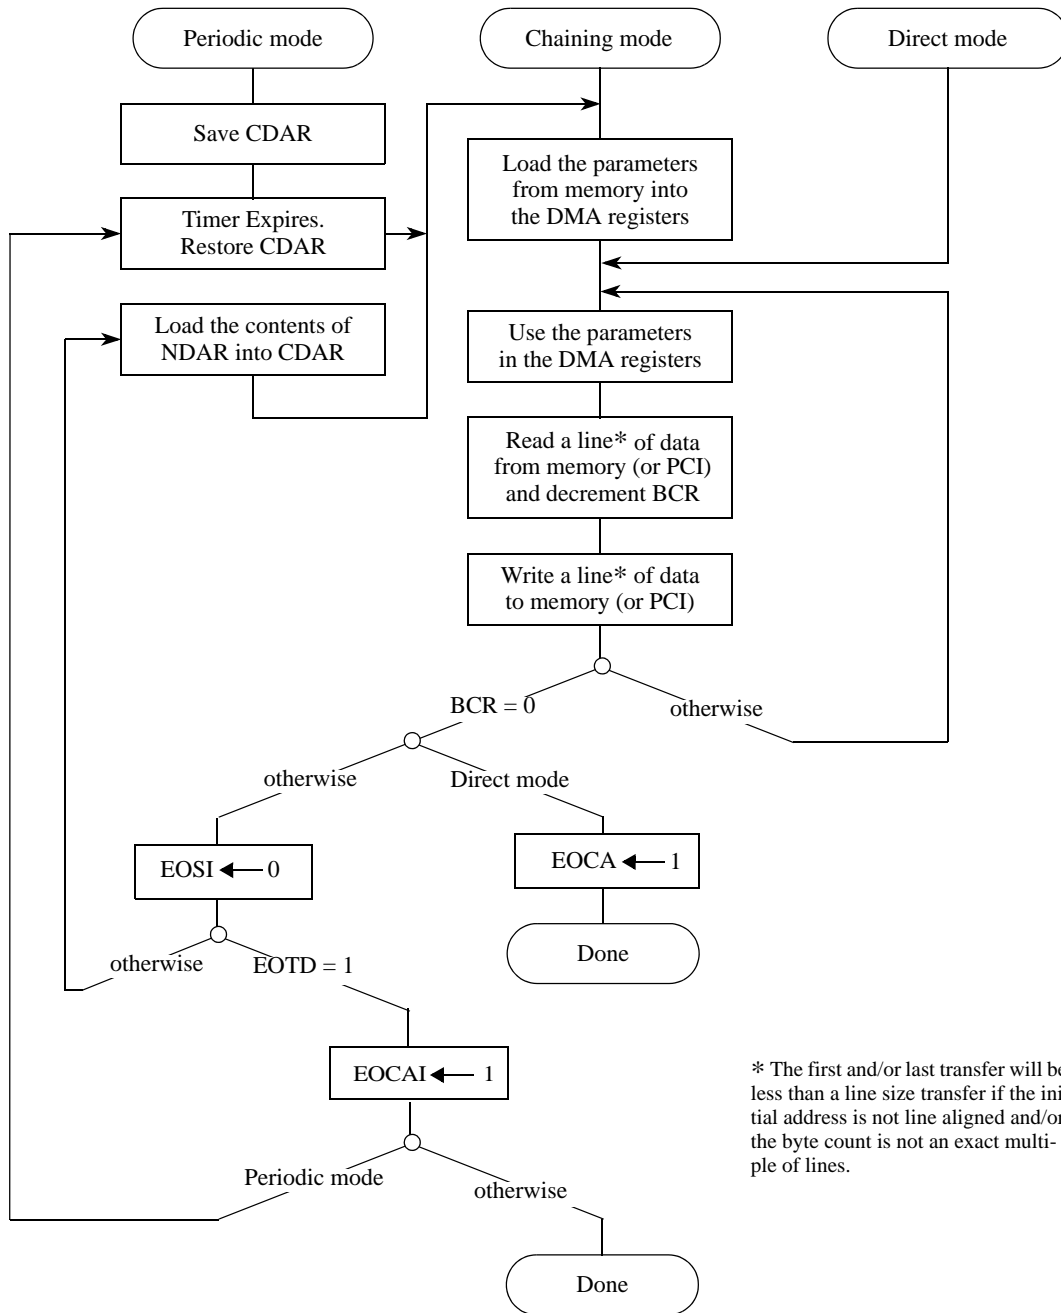 Periodic mode
Chaining mode
Direct mode
Save CDAR
Load the parameters
from memory into
the DMA registers
Timer Expires.
Restore CDAR
Load the contents of
NDAR into CDAR
Use the parameters
in the DMA registers
Read a line* of data
from memory (or PCI)
and decrement BCR
Write a line* of data
to memory (or PCI)
BCR = 0
otherwise
otherwise
Direct mode
EOSI ← 0
EOCA ← 1
Done
otherwise
EOTD = 1
EOCAI ← 1
* The first and/or last transfer will be
less than a line size transfer if the ini
tial address is not line aligned and/or
the byte count is not an exact multi-
ple of lines.
Periodic mode
otherwise
Done